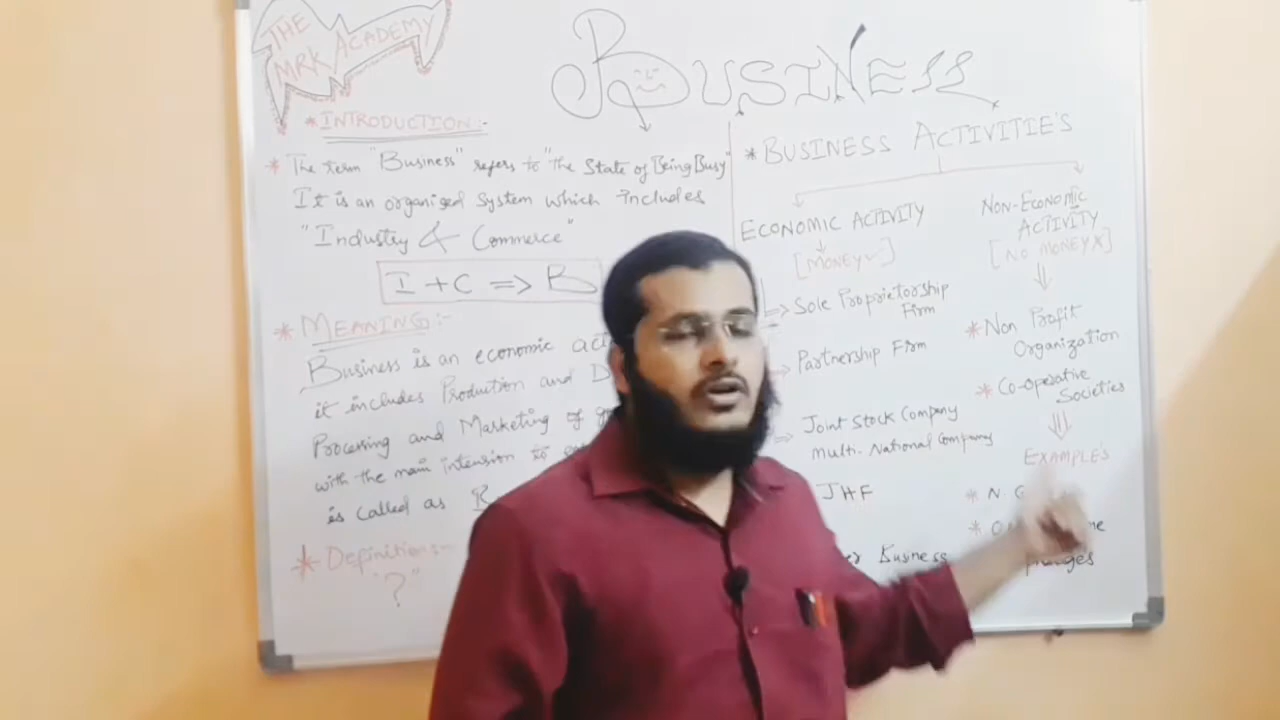 THE
MRK ACADEMY
BUSINESS
* INTRODUCTION:-
* The term "Business" refers to "the State of Being Busy"
It is an organized System which includes
"Industry & Commerce"
I + C => B
* MEANING:-
Business is an economic
it includes Production and
Processing and Marketing of
with the main intension to
is called as
* Definition:-
"?"
* BUSINESS ACTIVITIE'S
ECONOMIC ACTIVITY
[MONEY✓]
=> Sole Proprietorship
Firm
Partnership Firm
Joint Stock Company
Multi-National Company
JHF
Business
NON-ECONOMIC
ACTIVITY
[NO MONEY X]
* Non Profit
Organization
* Co-operative
Societies
EXAMPLE'S
* N
*